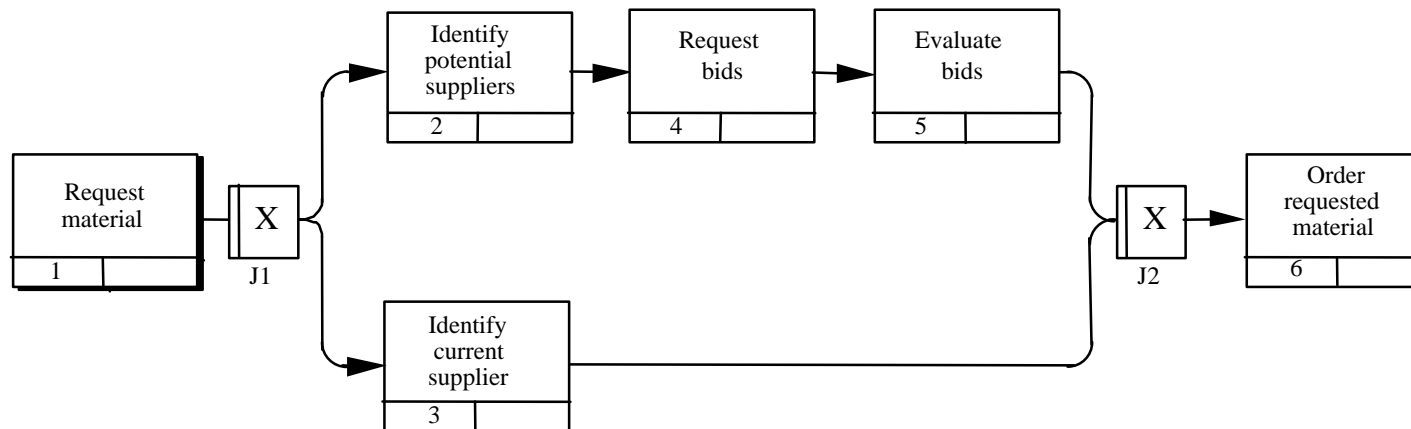 Identify
potential
suppliers
2
Request
bids
4
Evaluate
bids
5
Request
material
1
X
J1
X
J2
Order
requested
material
6
Identify
current
supplier
3